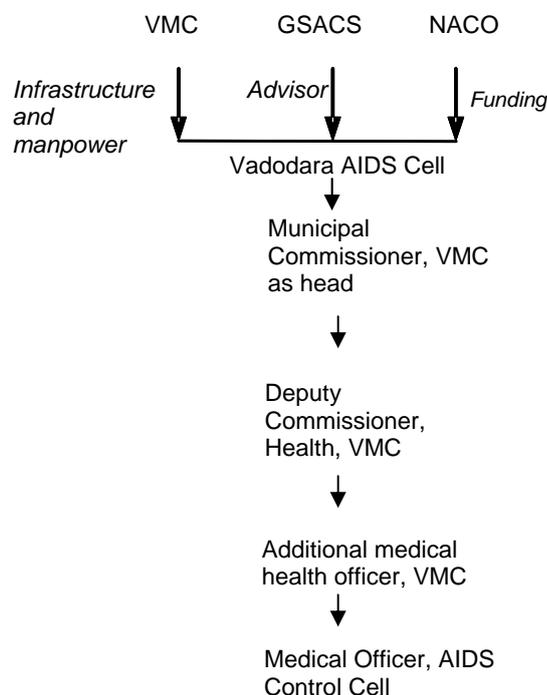 VMC GSACS NACO
Infrastructure and manpower
Advisor
Funding
Vadodara AIDS Cell
Municipal
Commissioner, VMC
as head
Deputy
Commissioner,
Health, VMC
Additional medical
health officer, VMC
Medical Officer, AIDS
Control Cell